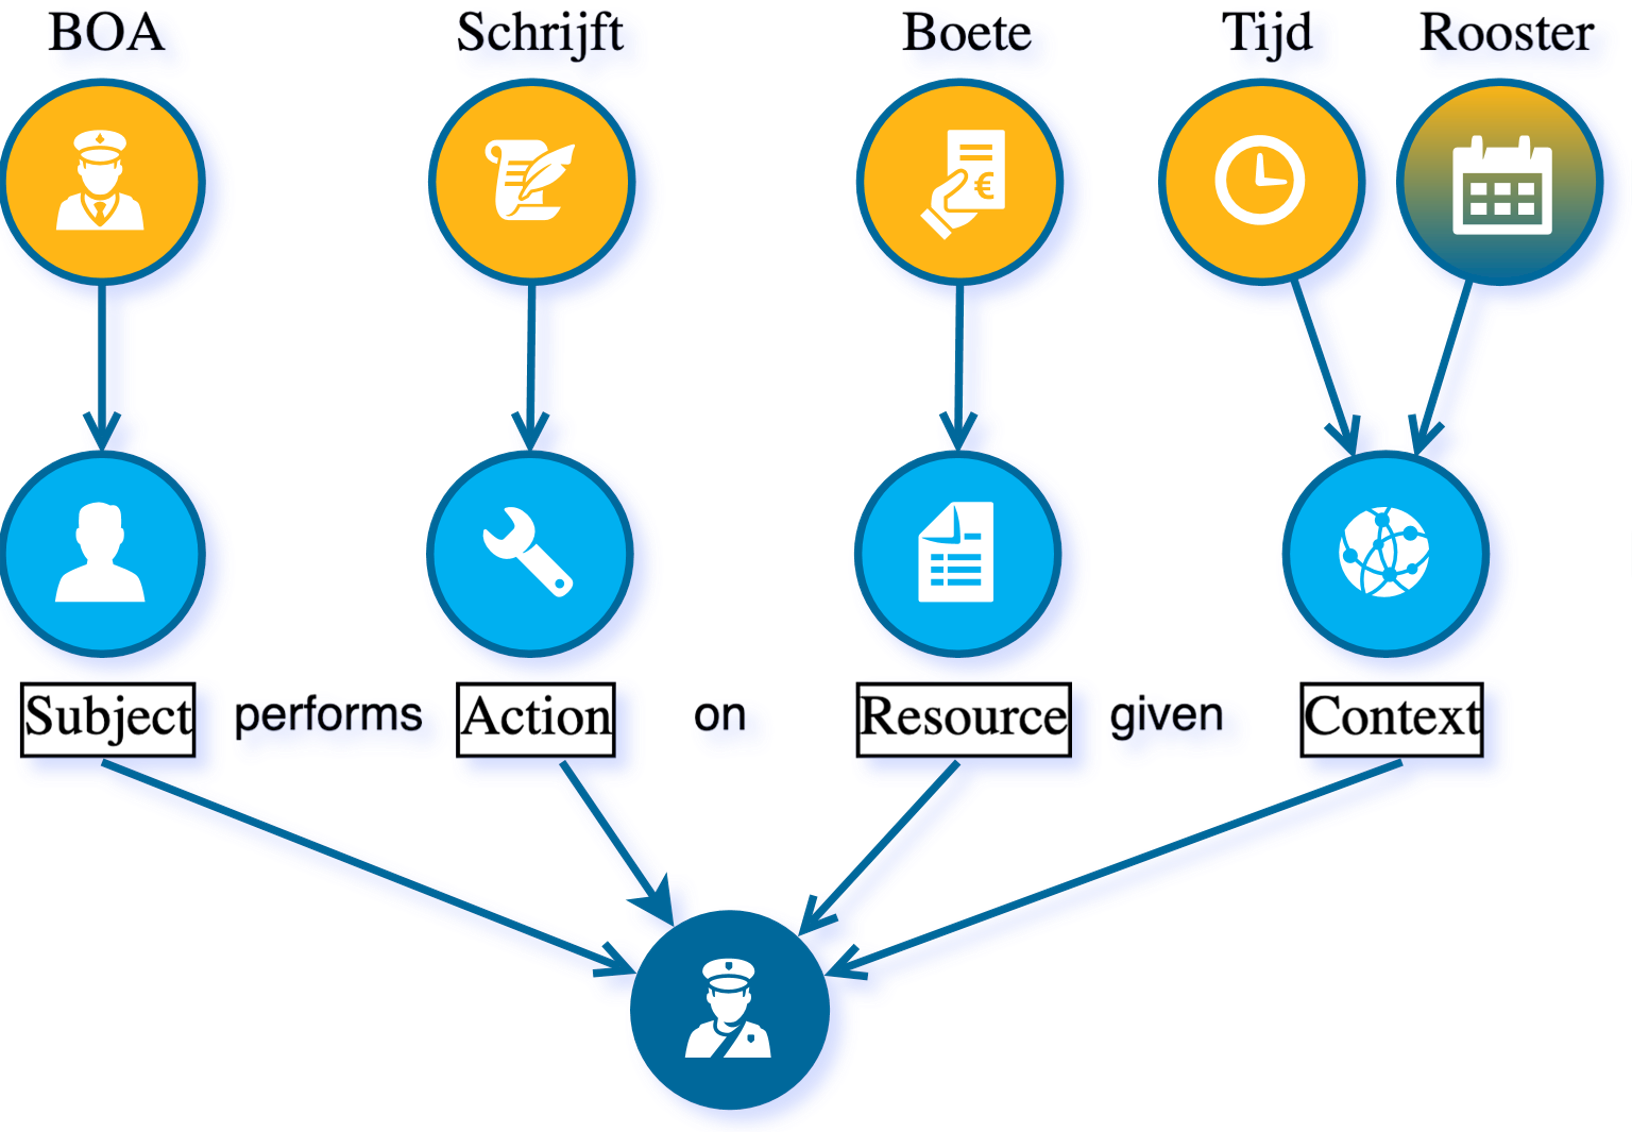 BOA Schrijft Boete Tijd Rooster
€
Subject performs Action on Resource given Context